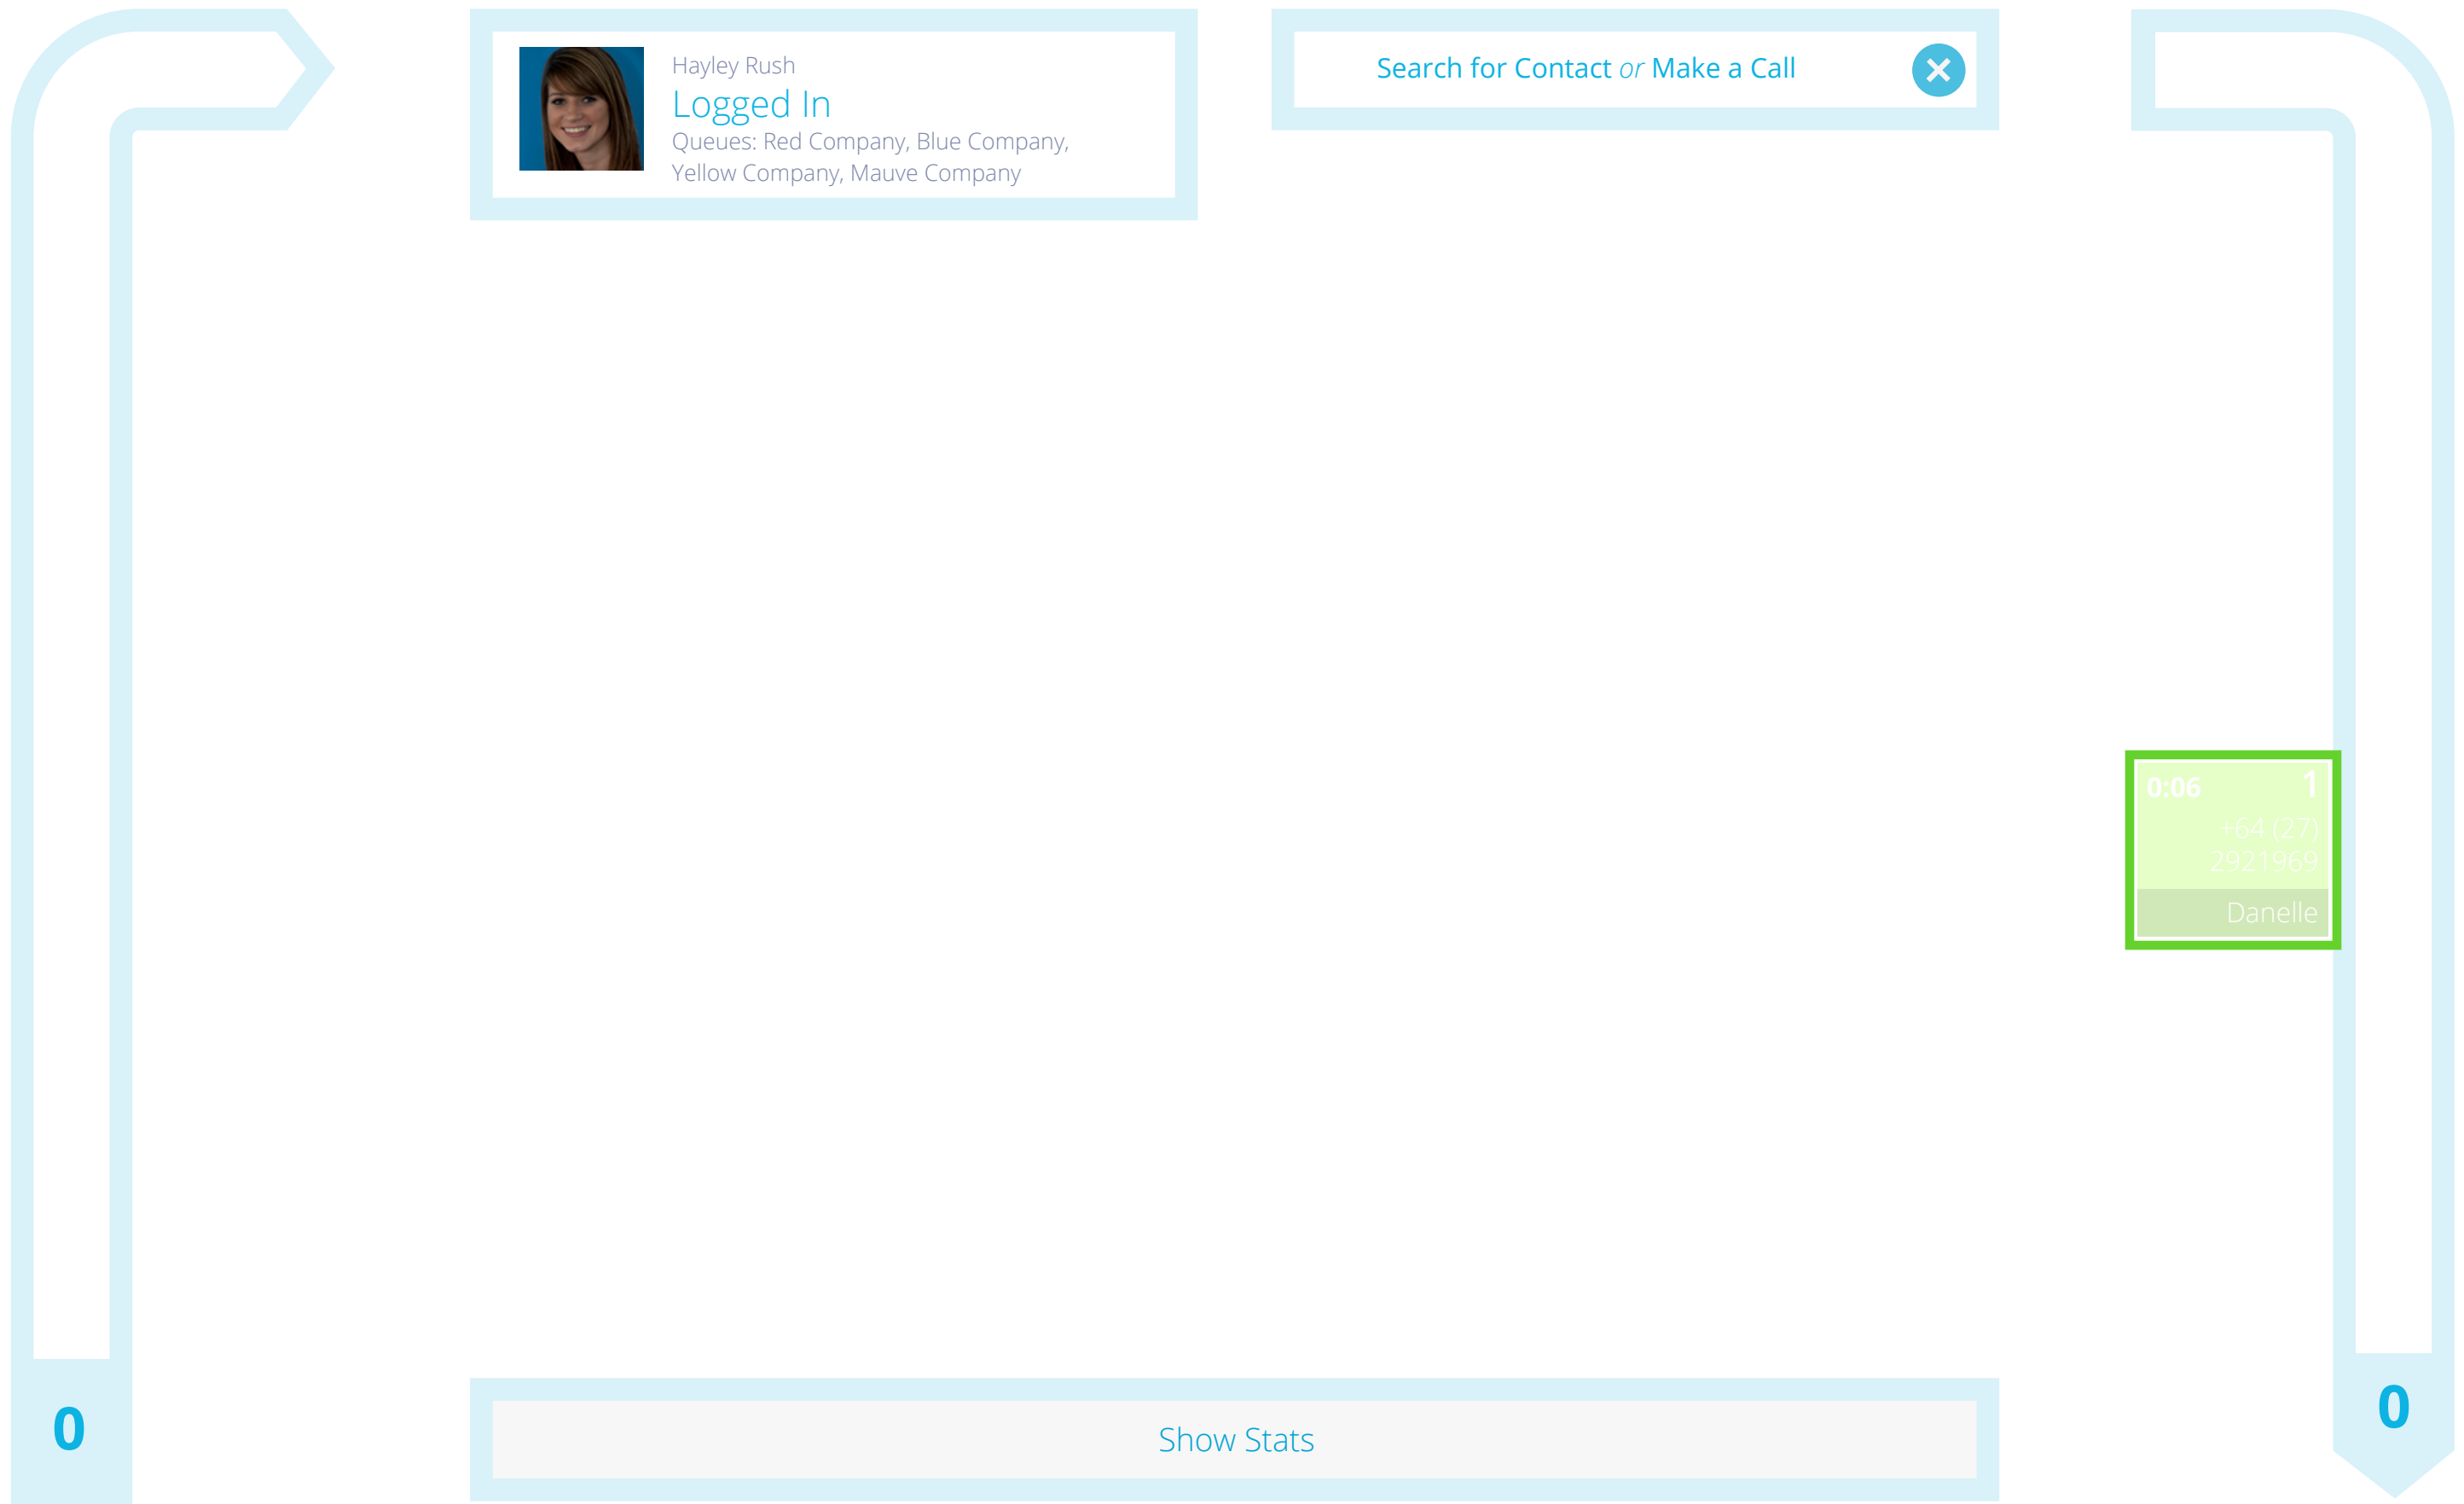 Hayley Rush
Logged In
Queues: Red Company, Blue Company,
Yellow Company, Mauve Company
Search for Contact or Make a Call
0:06 1
+64 (27)
2921969
Danelle
0
Show Stats
0